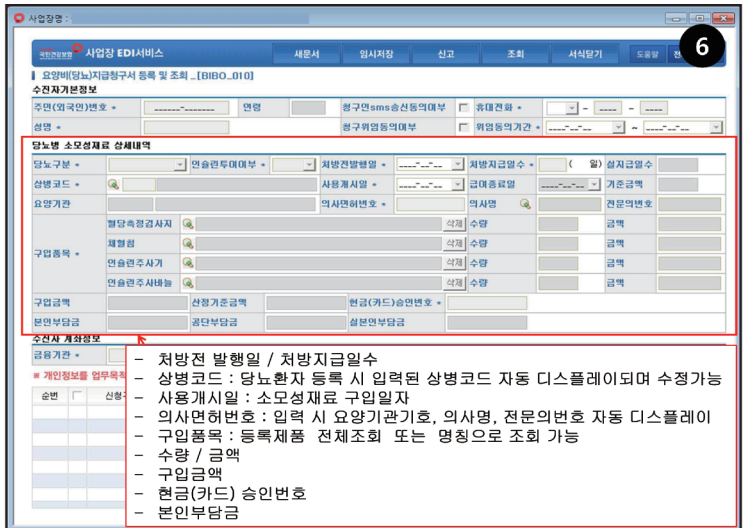 사업장명 :
6
국민건강보험 사업장 EDI서비스 새문서 임시저장 신고 조회 서식닫기 도움말
요양비(당뇨)지급청구서 등록 및 조회 _[BIBO_010]
수진자기본정보
주민(외국인)번호 * ______-_______ 연령 청구인sms송신동의여부 휴대전화 * - ____ - ____
성명 * 청구위임동의여부 위임동의기간 * ____-__-__ ~ ____-__-__
당뇨병 소모성재료 상세내역
당뇨구분 * 인슐린투여여부 * 처방전발행일 * ____-__-__ 처방지급일수 * ( 일) 실지급일수
상병코드 * 사용개시일 * ____-__-__ 급여종료일 ____-__-__ 기준금액
요양기관 의사면허번호 * 의사명 전문의번호
구입품목 *
혈당측정검사지 삭제 수량 금액
채혈침 삭제 수량 금액
인슐린주사기 삭제 수량 금액
인슐린주사바늘 삭제 수량 금액
구입금액 산정기준금액 현금(카드)승인번호 *
본인부담금 공단부담금 실본인부담금
수진자 계좌정보
금융기관 *
※ 개인정보를 업무목적
순번 신청
- 처방전 발행일 / 처방지급일수
- 상병코드 : 당뇨환자 등록 시 입력된 상병코드 자동 디스플레이되며 수정가능
- 사용개시일 : 소모성재료 구입일자
- 의사면허번호 : 입력 시 요양기관기호, 의사명, 전문의번호 자동 디스플레이
- 구입품목 : 등록제품 전체조회 또는 명칭으로 조회 가능
- 수량 / 금액
- 구입금액
- 현금(카드) 승인번호
- 본인부담금